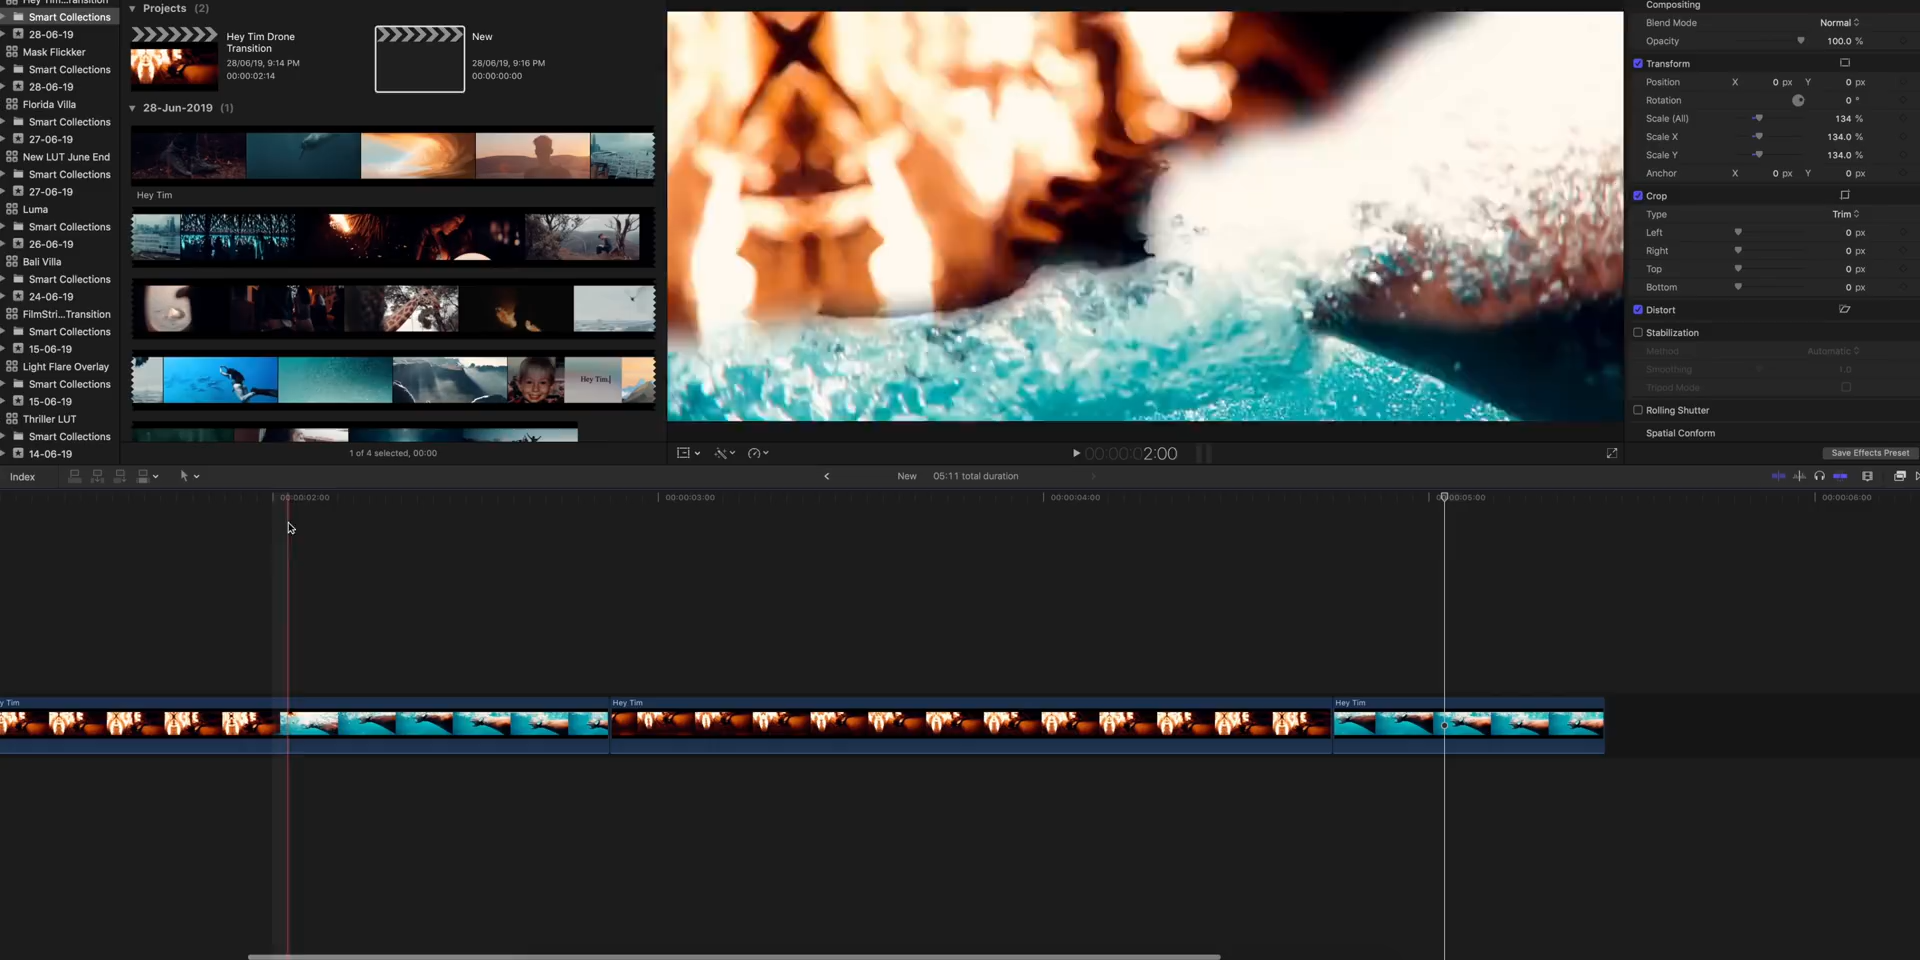 Hey Tim...ransition
Smart Collections
28-06-19
Mask Flickker
Smart Collections
28-06-19
Florida Villa
Smart Collections
27-06-19
New LUT June End
Smart Collections
27-06-19
Luma
Smart Collections
26-06-19
Bali Villa
Smart Collections
24-06-19
FilmStri...Transition
Smart Collections
15-06-19
Light Flare Overlay
Smart Collections
15-06-19
Thriller LUT
Smart Collections
14-06-19
Projects (2)
Hey Tim Drone
Transition
28/06/19, 9:14 PM
00:00:02:14
New
28/06/19, 9:16 PM
00:00:00:00
28-Jun-2019 (1)
Hey Tim
Hey Tim
1 of 4 selected, 00:00
00:00:02:00
Compositing
Blend Mode Normal
Opacity 100.0 %
Transform
Position X 0 px Y 0 px
Rotation 0 °
Scale (All) 134 %
Scale X 134.0 %
Scale Y 134.0 %
Anchor X 0 px Y 0 px
Crop
Type Trim
Left 0 px
Right 0 px
Top 0 px
Bottom 0 px
Distort
Stabilization
Method Automatic
Smoothing 1.0
Tripod Mode
Rolling Shutter
Spatial Conform
Save Effects Preset
Index
New 05:11 total duration
00:00:02:00 00:00:03:00 00:00:04:00 00:00:05:00 00:00:06:00
y Tim Hey Tim Hey Tim